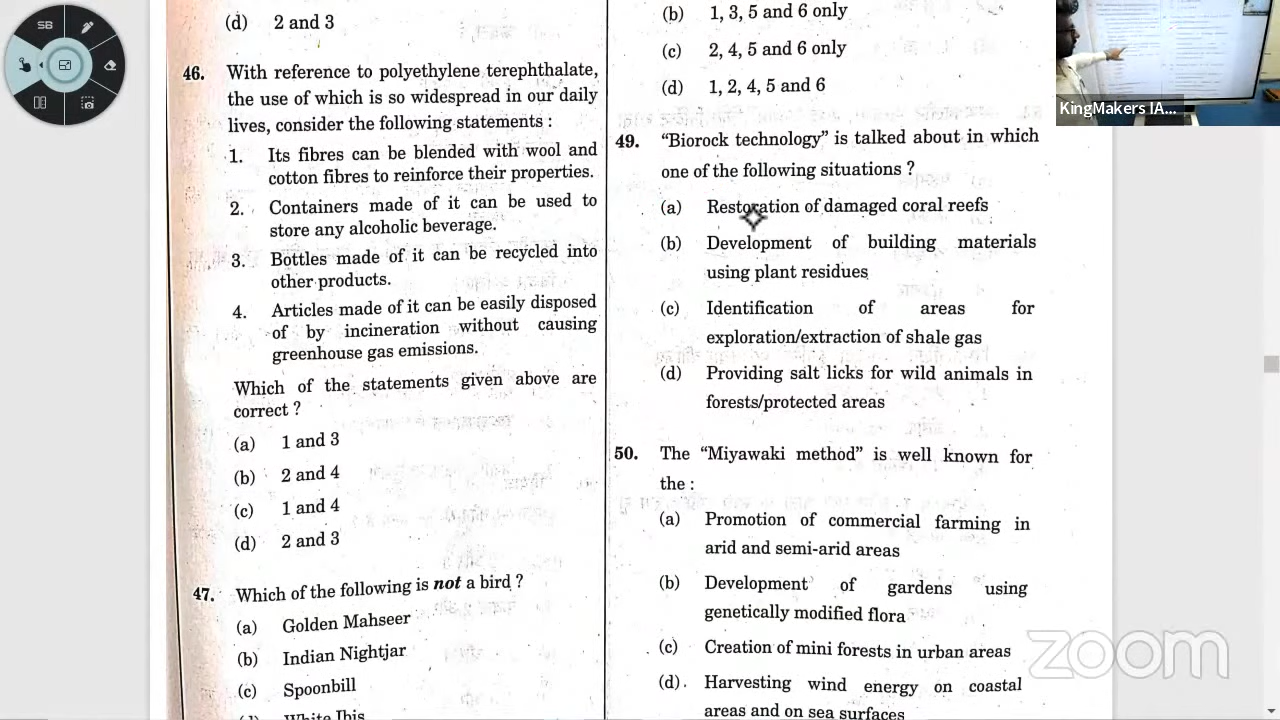 SB
(d) 2 and 3
46. With reference to polyethylene terephthalate,
the use of which is so widespread in our daily
lives, consider the following statements :
1. Its fibres can be blended with wool and
cotton fibres to reinforce their properties.
2. Containers made of it can be used to
store any alcoholic beverage.
3. Bottles made of it can be recycled into
other products.
4. Articles made of it can be easily disposed
of by incineration without causing
greenhouse gas emissions.
Which of the statements given above are
correct ?
(a) 1 and 3
(b) 2 and 4
(c) 1 and 4
(d) 2 and 3
47. Which of the following is not a bird ?
(a) Golden Mahseer
(b) Indian Nightjar
(c) Spoonbill
(d) White Ibis
(b) 1, 3, 5 and 6 only
(c) 2, 4, 5 and 6 only
(d) 1, 2, 4, 5 and 6
49. “Biorock technology” is talked about in which
one of the following situations ?
(a) Restoration of damaged coral reefs
(b) Development of building materials
using plant residues
(c) Identification of areas for
exploration/extraction of shale gas
(d) Providing salt licks for wild animals in
forests/protected areas
50. The “Miyawaki method” is well known for
the :
(a) Promotion of commercial farming in
arid and semi-arid areas
(b) Development of gardens using
genetically modified flora
(c) Creation of mini forests in urban areas
(d) Harvesting wind energy on coastal
areas and on sea surfaces
KingMakers IA...
zoom